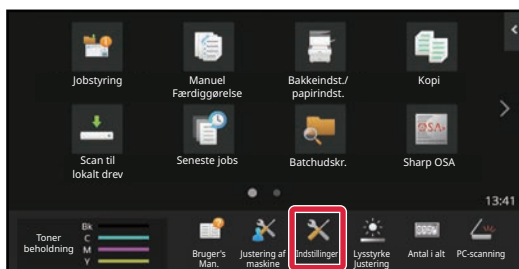 Jobstyring
Manuel
Færdiggørelse
Bakkeindst./
papirindst.
Kopi
Scan til
lokalt drev
Seneste jobs
Batchudskr.
Sharp OSA
13:41
Toner
beholdning
Bk
C
M
Y
Bruger's
Man.
Justering af
maskine
Indstillinger
Lysstyrke
Justering
Antal i alt
PC-scanning